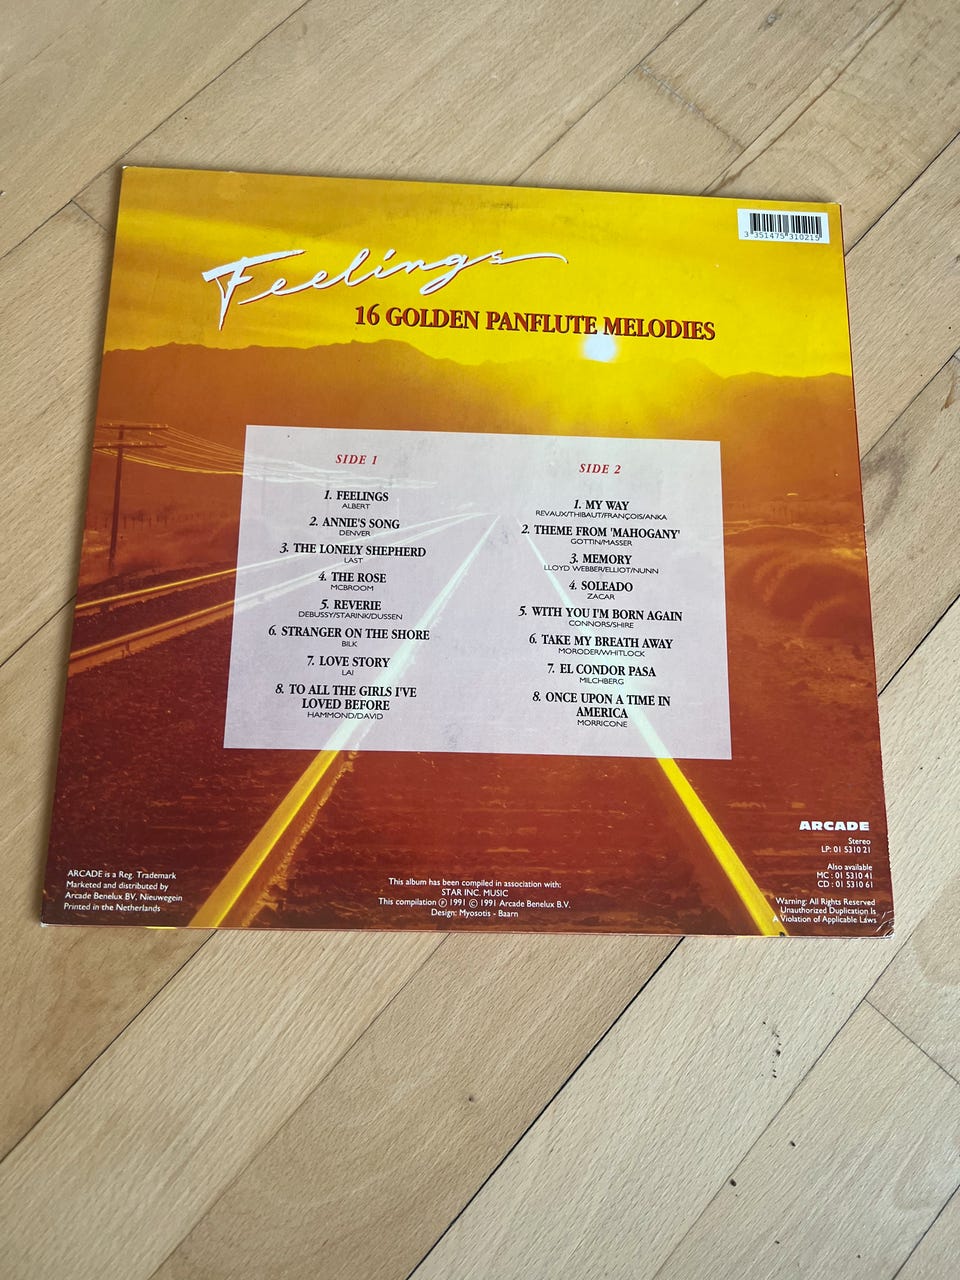 3 351475 310215
Feelings
16 GOLDEN PANFLUTE MELODIES
SIDE 1
1. FEELINGS
ALBERT
2. ANNIE'S SONG
DENVER
3. THE LONELY SHEPHERD
LAST
4. THE ROSE
MCBROOM
5. REVERIE
DEBUSSY/STARINK/DUSSEN
6. STRANGER ON THE SHORE
BILK
7. LOVE STORY
LAI
8. TO ALL THE GIRLS I'VE
LOVED BEFORE
HAMMOND/DAVID
SIDE 2
1. MY WAY
REVAUX/THIBAUT/FRANÇOIS/ANKA
2. THEME FROM 'MAHOGANY'
GOTTIN/MASSER
3. MEMORY
LLOYD WEBBER/ELLIOT/NUNN
4. SOLEADO
ZACAR
5. WITH YOU I'M BORN AGAIN
CONNORS/SHIRE
6. TAKE MY BREATH AWAY
MORODER/WHITLOCK
7. EL CONDOR PASA
MILCHBERG
8. ONCE UPON A TIME IN
AMERICA
MORRICONE
ARCADE
Stereo
LP: 01 5310 21
Also available
MC : 01 5310 41
CD : 01 5310 61
ARCADE is a Reg. Trademark
Marketed and distributed by
Arcade Benelux BV, Nieuwegein
Printed in the Netherlands
This album has been compiled in association with:
STAR INC. MUSIC
This compilation ℗ 1991 © 1991 Arcade Benelux B.V.
Design: Myosotis - Baarn
Warning: All Rights Reserved
Unauthorized Duplication Is
A Violation of Applicable Laws